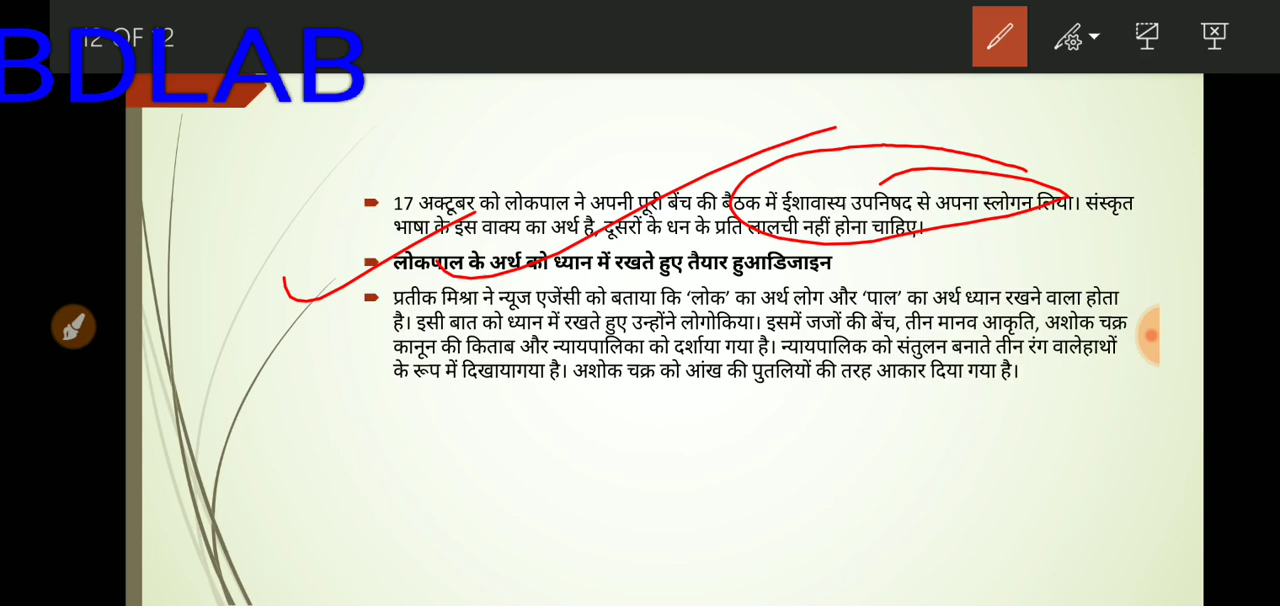 12 OF 12
BDLAB
17 अक्टूबर को लोकपाल ने अपनी पूरी बेंच की बैठक में ईशावास्य उपनिषद से अपना स्लोगन लिया। संस्कृत
भाषा के इस वाक्य का अर्थ है, दूसरों के धन के प्रति लालची नहीं होना चाहिए।
लोकपाल के अर्थ को ध्यान में रखते हुए तैयार हुआडिजाइन
प्रतीक मिश्रा ने न्यूज एजेंसी को बताया कि ‘लोक’ का अर्थ लोग और ‘पाल’ का अर्थ ध्यान रखने वाला होता
है। इसी बात को ध्यान में रखते हुए उन्होंने लोगोकिया। इसमें जजों की बेंच, तीन मानव आकृति, अशोक चक्र
कानून की किताब और न्यायपालिका को दर्शाया गया है। न्यायपालिक को संतुलन बनाते तीन रंग वालेहाथों
के रूप में दिखायागया है। अशोक चक्र को आंख की पुतलियों की तरह आकार दिया गया है।